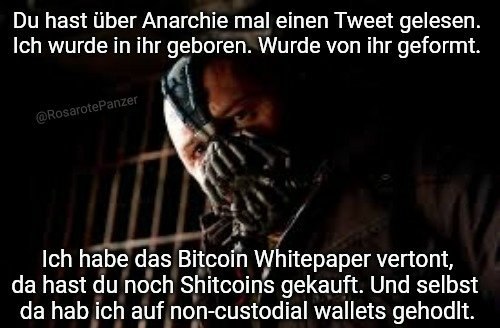 Du hast über Anarchie mal einen Tweet gelesen.
Ich wurde in ihr geboren. Wurde von ihr geformt.
@RosarotePanzer
Ich habe das Bitcoin Whitepaper vertont,
da hast du noch Shitcoins gekauft. Und selbst
da hab ich auf non-custodial wallets gehodlt.